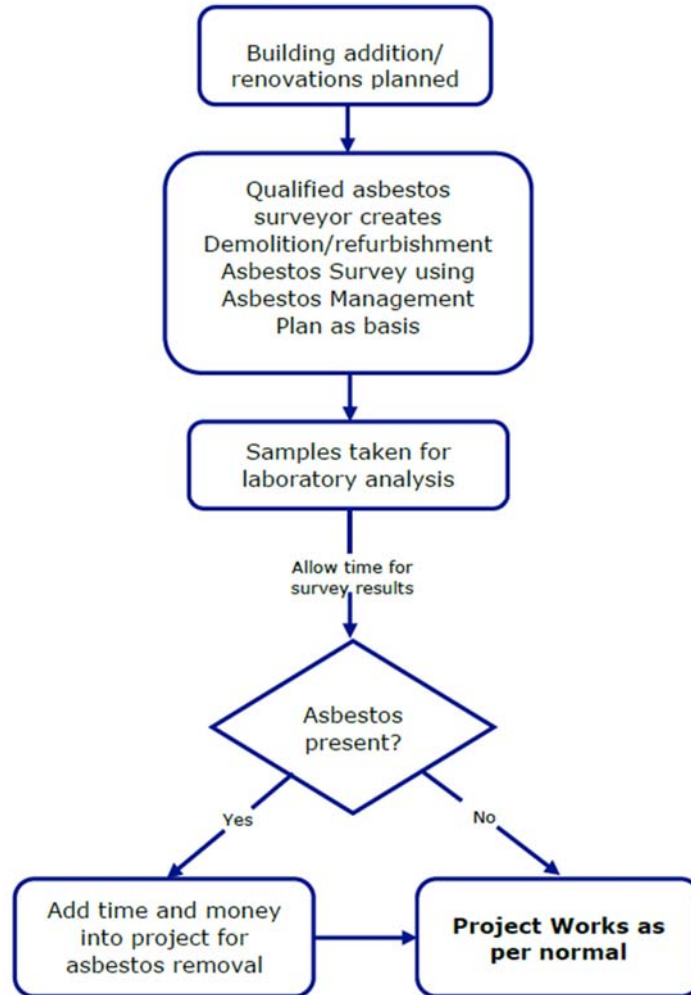 Building addition/
renovations planned
Qualified asbestos
surveyor creates
Demolition/refurbishment
Asbestos Survey using
Asbestos Management
Plan as basis
Samples taken for
laboratory analysis
Allow time for
survey results
Asbestos
present?
Yes
No
Add time and money
into project for
asbestos removal
Project Works as
per normal